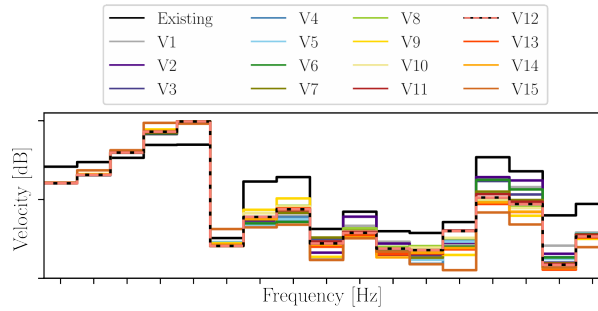 Existing V4 V8 V12
V1 V5 V9 V13
V2 V6 V10 V14
V3 V7 V11 V15
Velocity [dB]
Frequency [Hz]